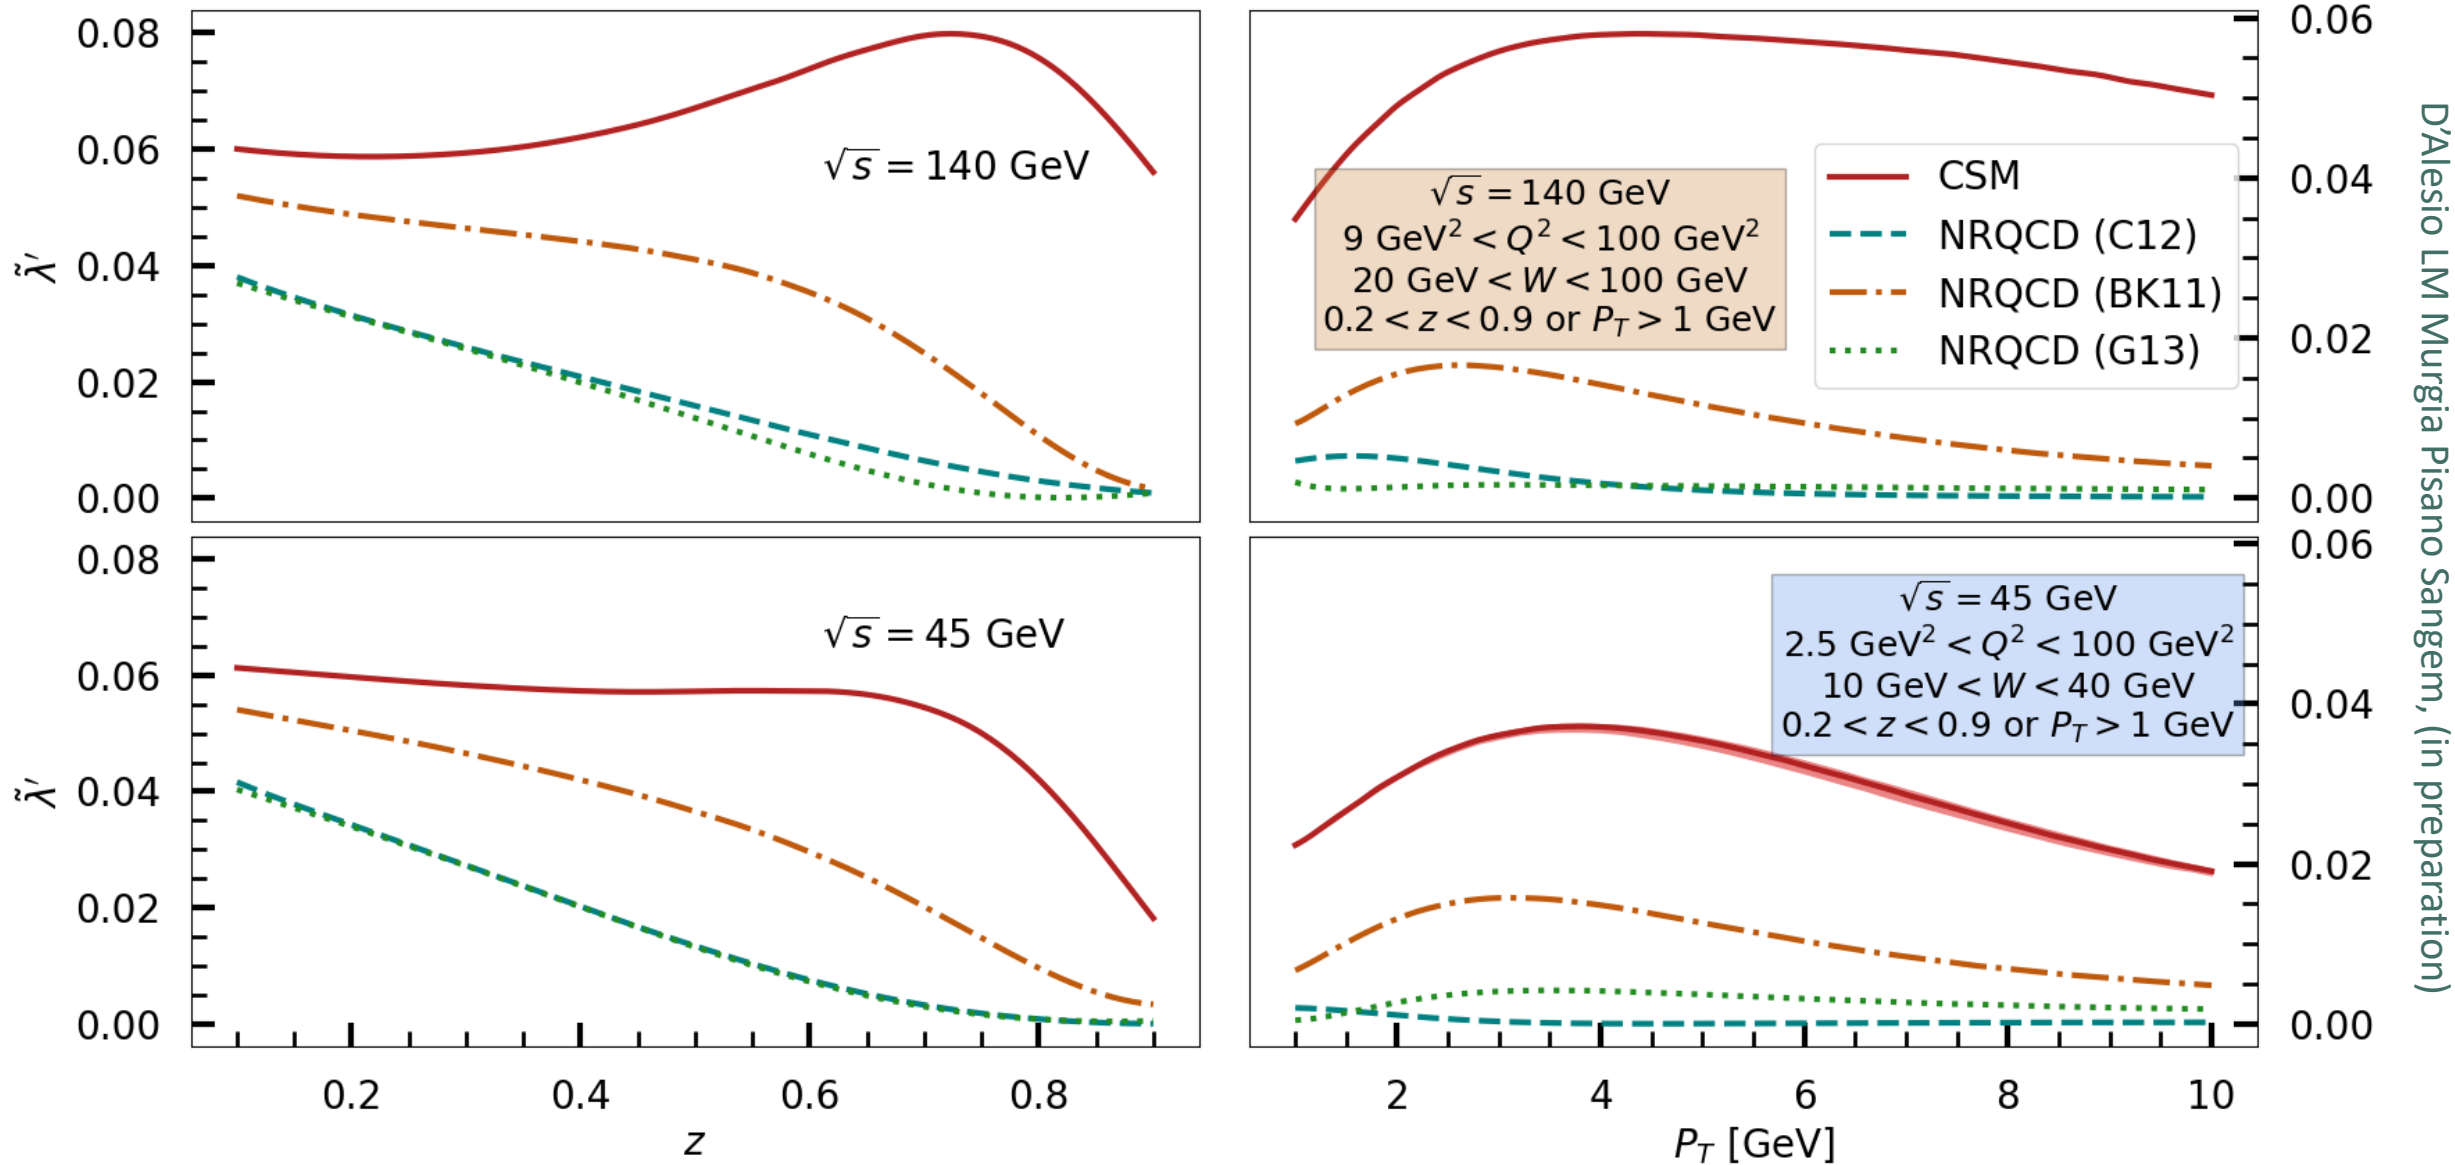 0.08
0.06
0.04
0.02
0.00
λ̃′
√s = 140 GeV
√s = 140 GeV
9 GeV² < Q² < 100 GeV²
20 GeV < W < 100 GeV
0.2 < z < 0.9 or P_T > 1 GeV
CSM
NRQCD (C12)
NRQCD (BK11)
NRQCD (G13)
0.06
0.04
0.02
0.00
0.08
0.06
0.04
0.02
0.00
λ̃′
√s = 45 GeV
0.2 0.4 0.6 0.8
z
√s = 45 GeV
2.5 GeV² < Q² < 100 GeV²
10 GeV < W < 40 GeV
0.2 < z < 0.9 or P_T > 1 GeV
0.06
0.04
0.02
0.00
2 4 6 8 10
P_T [GeV]
D'Alesio LM Murgia Pisano Sangem, (in preparation)